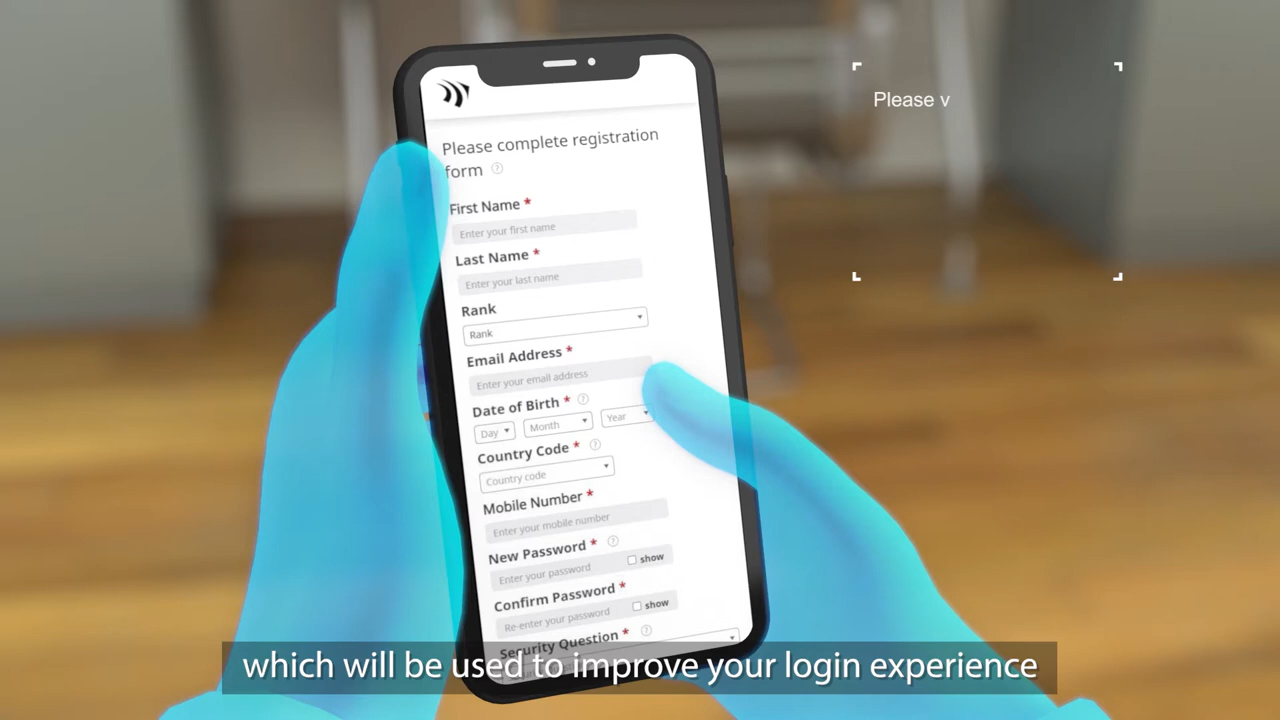 Please complete registration
form
First Name *
Enter your first name
Last Name *
Enter your last name
Rank
Rank
Email Address *
Enter your email address
Date of Birth * ?
Day Month Year
Country Code * ?
Country code
Mobile Number *
Enter your mobile number
New Password * ?
Enter your password show
Confirm Password *
Re-enter your password show
Security Question * ?
Please v
which will be used to improve your login experience